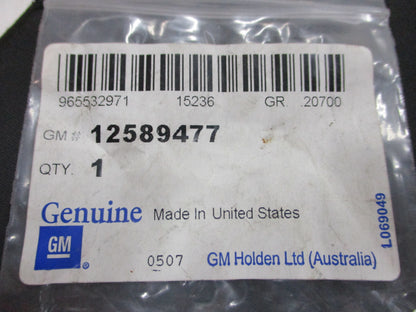 965532971 15236 GR .20700
GM # 12589477
QTY. 1
Genuine Made In United States
GM ®
0507 GM Holden Ltd (Australia)
L069049